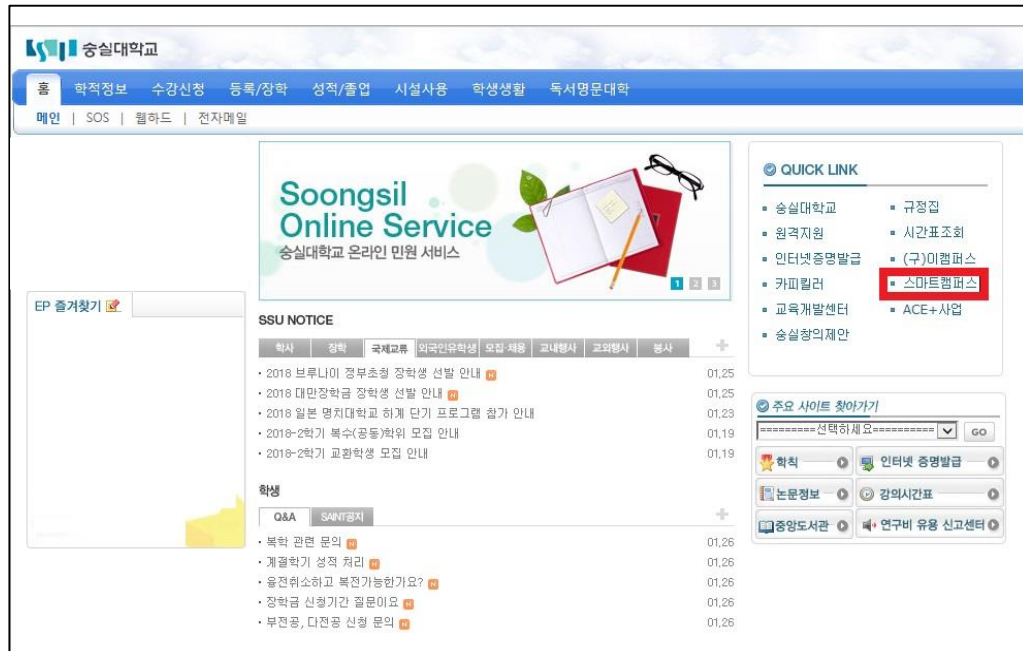 숭실대학교
홈 학적정보 수강신청 등록/장학 성적/졸업 시설사용 학생생활 독서명문대학
메인 | SOS | 웹하드 | 전자메일
EP 즐겨찾기
Soongsil
Online Service
숭실대학교 온라인 민원 서비스
1 2 3
SSU NOTICE
학사 장학 국제교류 외국인유학생 모집·채용 교내행사 교외행사 봉사
· 2018 브루나이 정부초청 장학생 선발 안내 N 01,25
· 2018 대만장학금 장학생 선발 안내 N 01,25
· 2018 일본 명치대학교 하계 단기 프로그램 참가 안내 01,23
· 2018-2학기 복수(공동)학위 모집 안내 01,19
· 2018-2학기 교환학생 모집 안내 01,19
학생
Q&A SAINT공지
· 복학 관련 문의 N 01,26
· 계절학기 성적 처리 N 01,26
· 융전취소하고 복전가능한가요? N 01,26
· 장학금 신청기간 질문이요 N 01,26
· 부전공, 다전공 신청 문의 N 01,26
QUICK LINK
숭실대학교 규정집
원격지원 시간표조회
인터넷증명발급 (구)이캠퍼스
카피킬러 스마트캠퍼스
교육개발센터 ACE+사업
숭실창의제안
주요 사이트 찾아가기
=========선택하세요========== GO
학칙 인터넷 증명발급
논문정보 강의시간표
중앙도서관 연구비 유용 신고센터